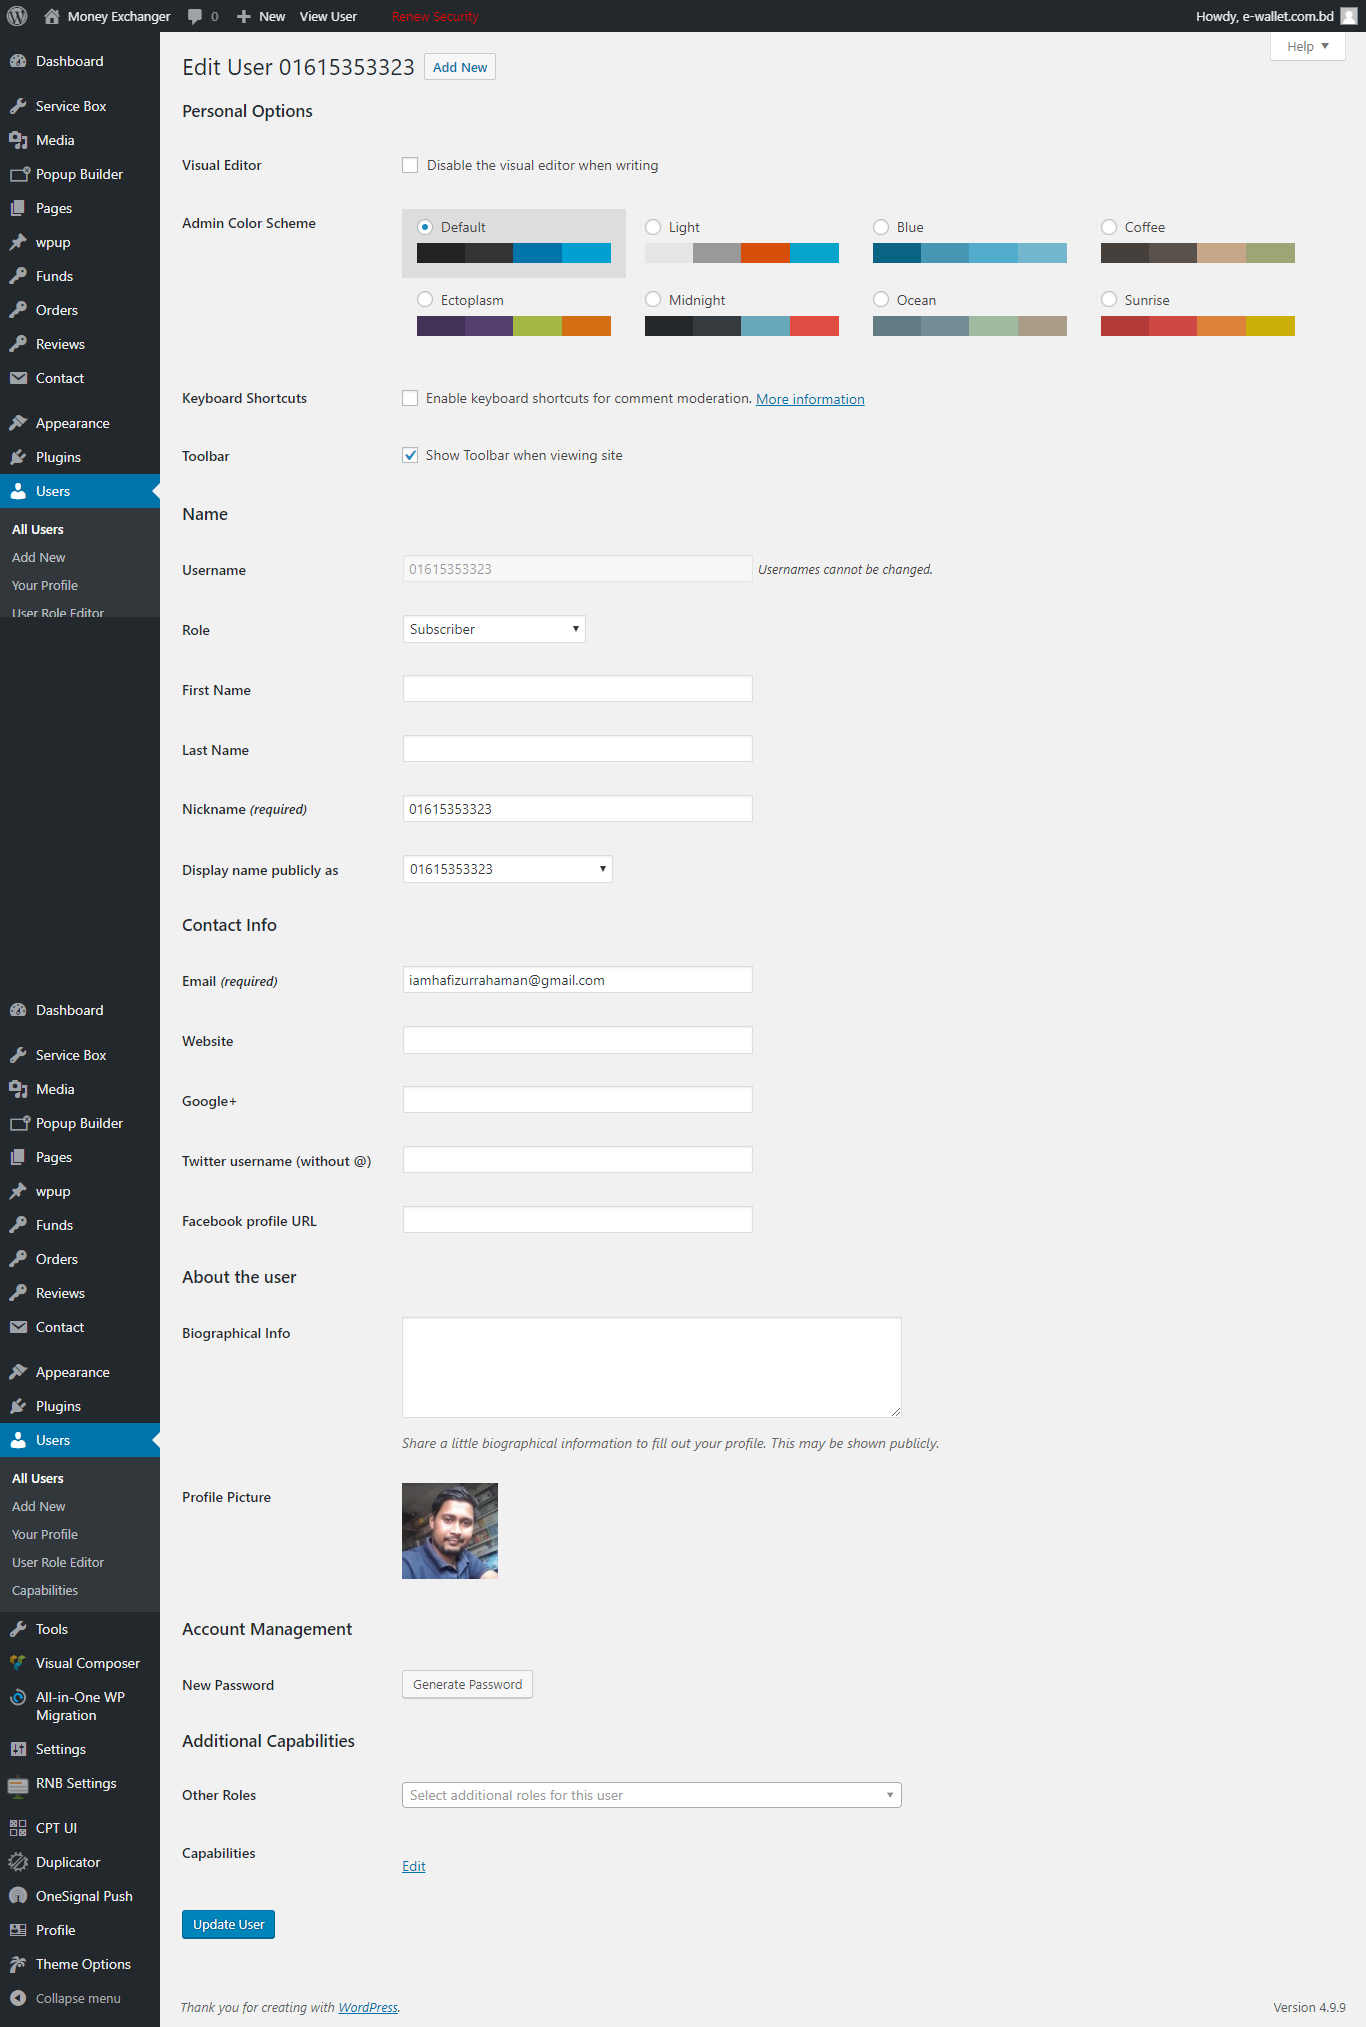 Money Exchanger 0 New View User Renew Security Howdy, e-wallet.com.bd
Help
Dashboard
Service Box
Media
Popup Builder
Pages
wpup
Funds
Orders
Reviews
Contact
Appearance
Plugins
Users
All Users
Add New
Your Profile
User Role Editor
Dashboard
Service Box
Media
Popup Builder
Pages
wpup
Funds
Orders
Reviews
Contact
Appearance
Plugins
Users
All Users
Add New
Your Profile
User Role Editor
Capabilities
Tools
Visual Composer
All-in-One WP
Migration
Settings
RNB Settings
CPT UI
Duplicator
OneSignal Push
Profile
Theme Options
Collapse menu
Edit User 01615353323 Add New
Personal Options
Visual Editor Disable the visual editor when writing
Admin Color Scheme Default Light Blue Coffee
Ectoplasm Midnight Ocean Sunrise
Keyboard Shortcuts Enable keyboard shortcuts for comment moderation. More information
Toolbar Show Toolbar when viewing site
Name
Username 01615353323 Usernames cannot be changed.
Role Subscriber
First Name
Last Name
Nickname (required) 01615353323
Display name publicly as 01615353323
Contact Info
Email (required) iamhafizurrahaman@gmail.com
Website
Google+
Twitter username (without @)
Facebook profile URL
About the user
Biographical Info
Share a little biographical information to fill out your profile. This may be shown publicly.
Profile Picture
Account Management
New Password Generate Password
Additional Capabilities
Other Roles Select additional roles for this user
Capabilities
Edit
Update User
Thank you for creating with WordPress. Version 4.9.9